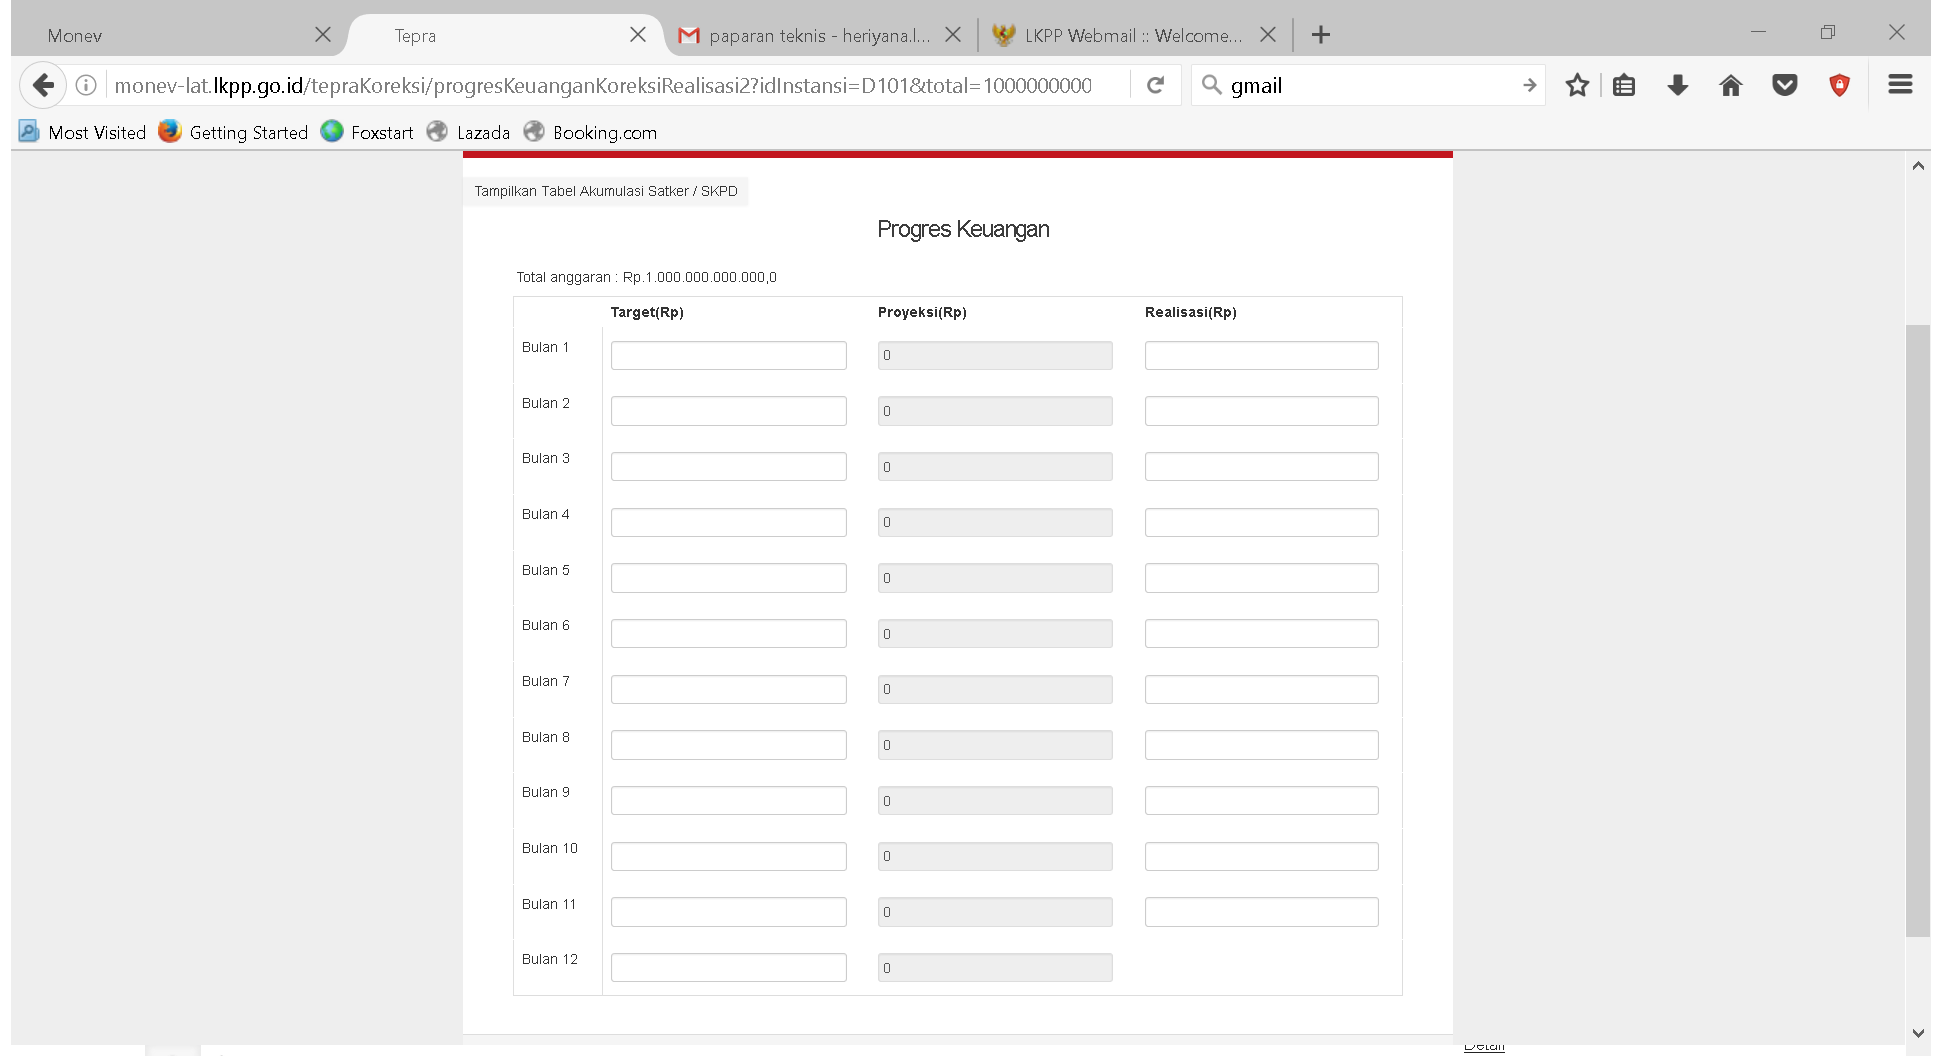 Monev
Tepra
paparan teknis - heriyana.l...
LKPP Webmail :: Welcome...
monev-lat.lkpp.go.id/tepraKoreksi/progresKeuanganKoreksiRealisasi2?idInstansi=D101&total=1000000000
gmail
Most Visited Getting Started Foxstart Lazada Booking.com
Tampilkan Tabel Akumulasi Satker / SKPD
Progres Keuangan
Total anggaran : Rp.1.000.000.000.000,0
Target(Rp) Proyeksi(Rp) Realisasi(Rp)
Bulan 1 0
Bulan 2 0
Bulan 3 0
Bulan 4 0
Bulan 5 0
Bulan 6 0
Bulan 7 0
Bulan 8 0
Bulan 9 0
Bulan 10 0
Bulan 11 0
Bulan 12 0
Detail